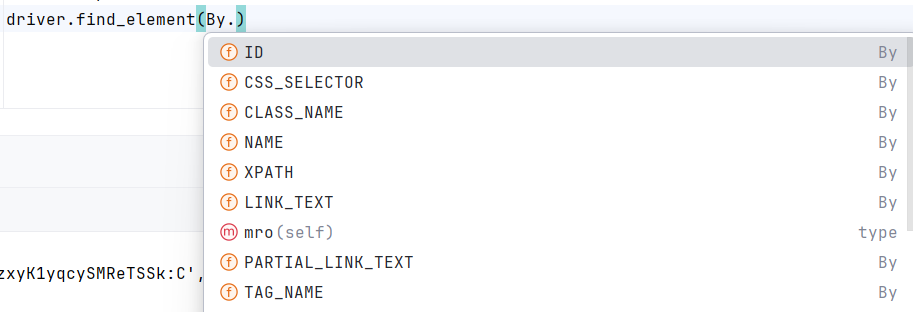 driver.find_element(By.)
ID By
CSS_SELECTOR By
CLASS_NAME By
NAME By
XPATH By
LINK_TEXT By
mro(self) type
PARTIAL_LINK_TEXT By
zxyK1yqcySMReTSSk:C',
TAG_NAME By